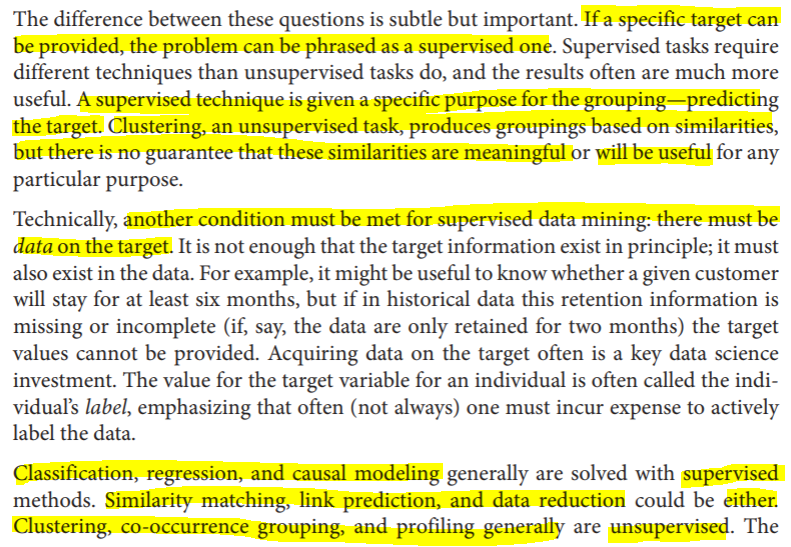 The difference between these questions is subtle but important. If a specific target can
be provided, the problem can be phrased as a supervised one. Supervised tasks require
different techniques than unsupervised tasks do, and the results often are much more
useful. A supervised technique is given a specific purpose for the grouping—predicting
the target. Clustering, an unsupervised task, produces groupings based on similarities,
but there is no guarantee that these similarities are meaningful or will be useful for any
particular purpose.
Technically, another condition must be met for supervised data mining: there must be
data on the target. It is not enough that the target information exist in principle; it must
also exist in the data. For example, it might be useful to know whether a given customer
will stay for at least six months, but if in historical data this retention information is
missing or incomplete (if, say, the data are only retained for two months) the target
values cannot be provided. Acquiring data on the target often is a key data science
investment. The value for the target variable for an individual is often called the indi-
vidual’s label, emphasizing that often (not always) one must incur expense to actively
label the data.
Classification, regression, and causal modeling generally are solved with supervised
methods. Similarity matching, link prediction, and data reduction could be either.
Clustering, co-occurrence grouping, and profiling generally are unsupervised. The